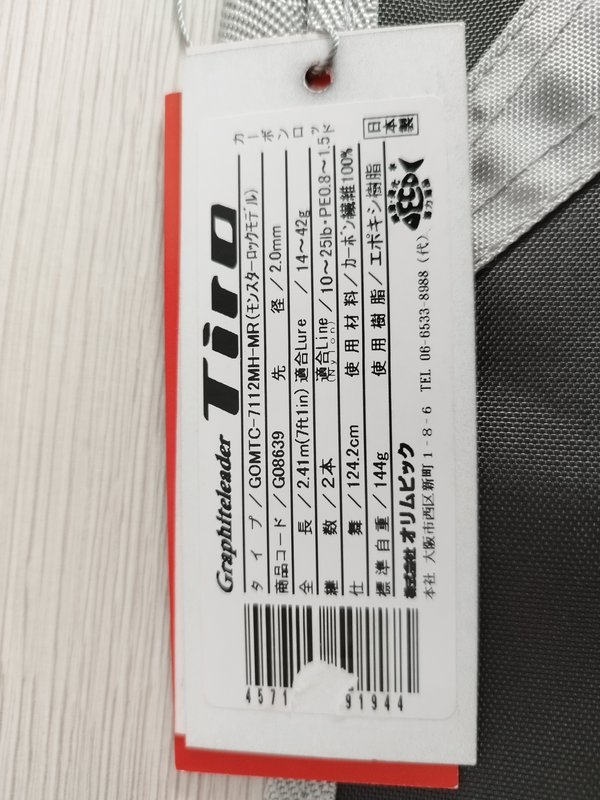 Graphiteleader Tiro カーボンロッド
タイプ/GOMTC-7112MH-MR(モンスターロックモデル) 日本製
商品コード/G08639 先径/2.0mm
全長/2.41m(7ft1in) 適合Lure/14〜42g
継数/2本 適合Line(Nylon)/10〜25lb・PE0.8〜1.5
仕舞/124.2cm 使用材料/カーボン繊維100%
標準自重/144g 使用樹脂/エポキシ樹脂
株式会社オリムピック
本社 大阪市西区新町1-8-6 TEL 06-6533-8988(代)
4571
91944